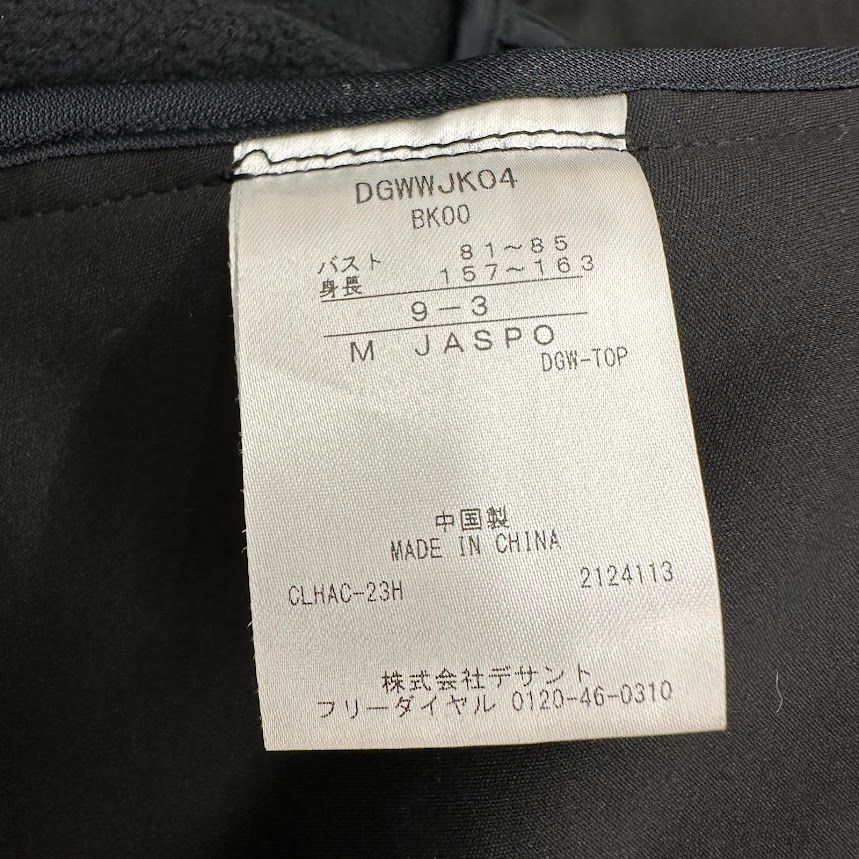 DGWWJK04
BK00
バスト 81～85
身長 157～163
9－3
M JASPO
DGW-TOP
中国製
MADE IN CHINA
CLHAC-23H 2124113
株式会社デサント
フリーダイヤル 0120-46-0310